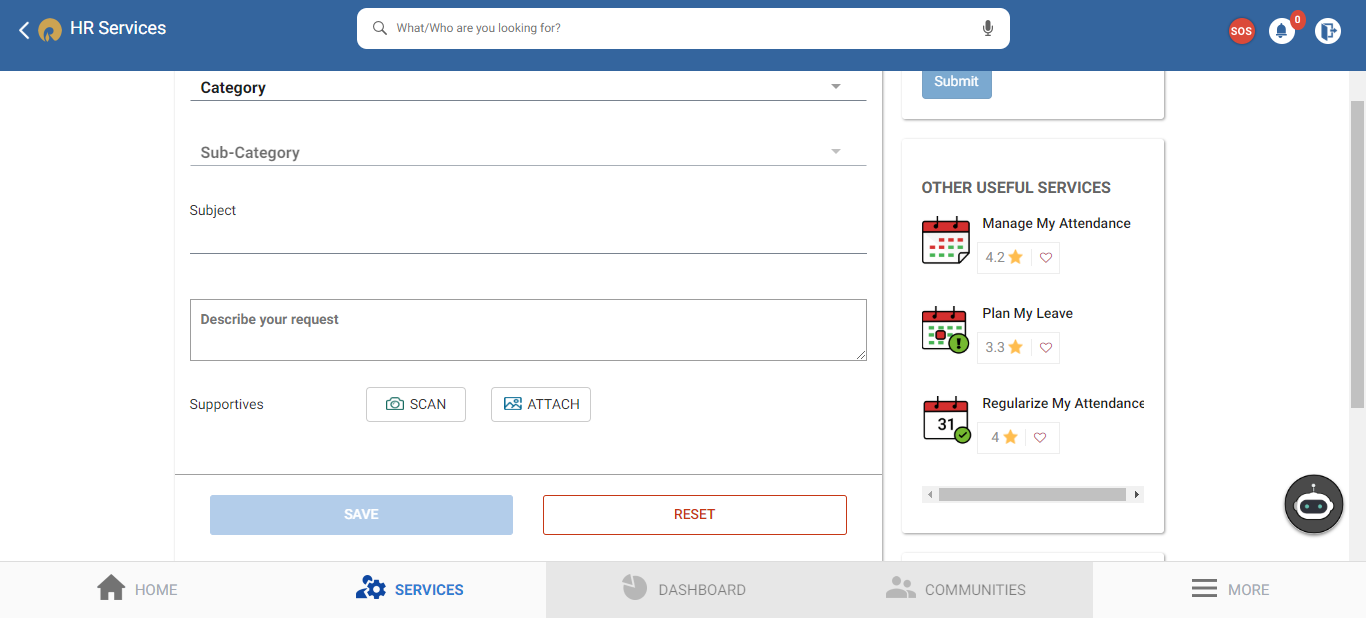 HR Services
What/Who are you looking for?
SOS
0
Category
Sub-Category
Subject
Describe your request
Supportives
SCAN
ATTACH
SAVE
RESET
Submit
OTHER USEFUL SERVICES
Manage My Attendance
4.2
Plan My Leave
3.3
31
Regularize My Attendance
4
HOME
SERVICES
DASHBOARD
COMMUNITIES
MORE